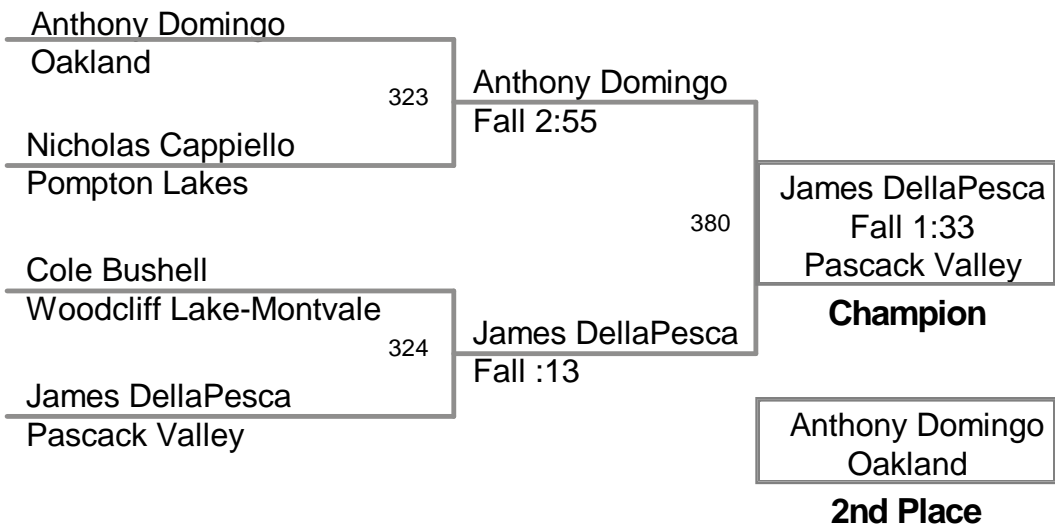 Anthony Domingo
Oakland
323
Nicholas Cappiello
Pompton Lakes
Anthony Domingo
Fall 2:55
Cole Bushell
Woodcliff Lake-Montvale
324
James DellaPesca
Pascack Valley
James DellaPesca
Fall :13
380
James DellaPesca
Fall 1:33
Pascack Valley
Champion
Anthony Domingo
Oakland
2nd Place